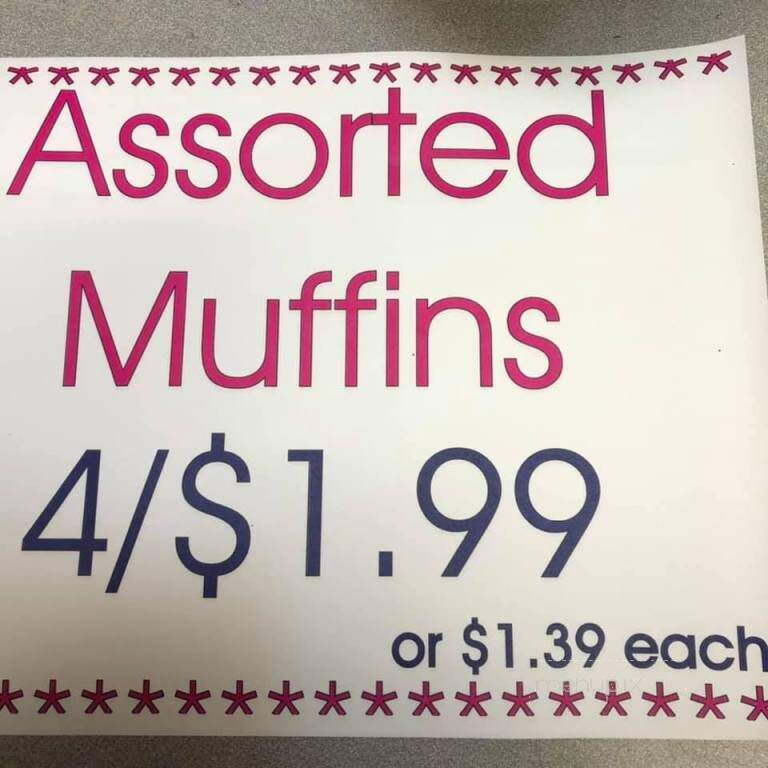 Assorted
Muffins
4/$1.99
or $1.39 each